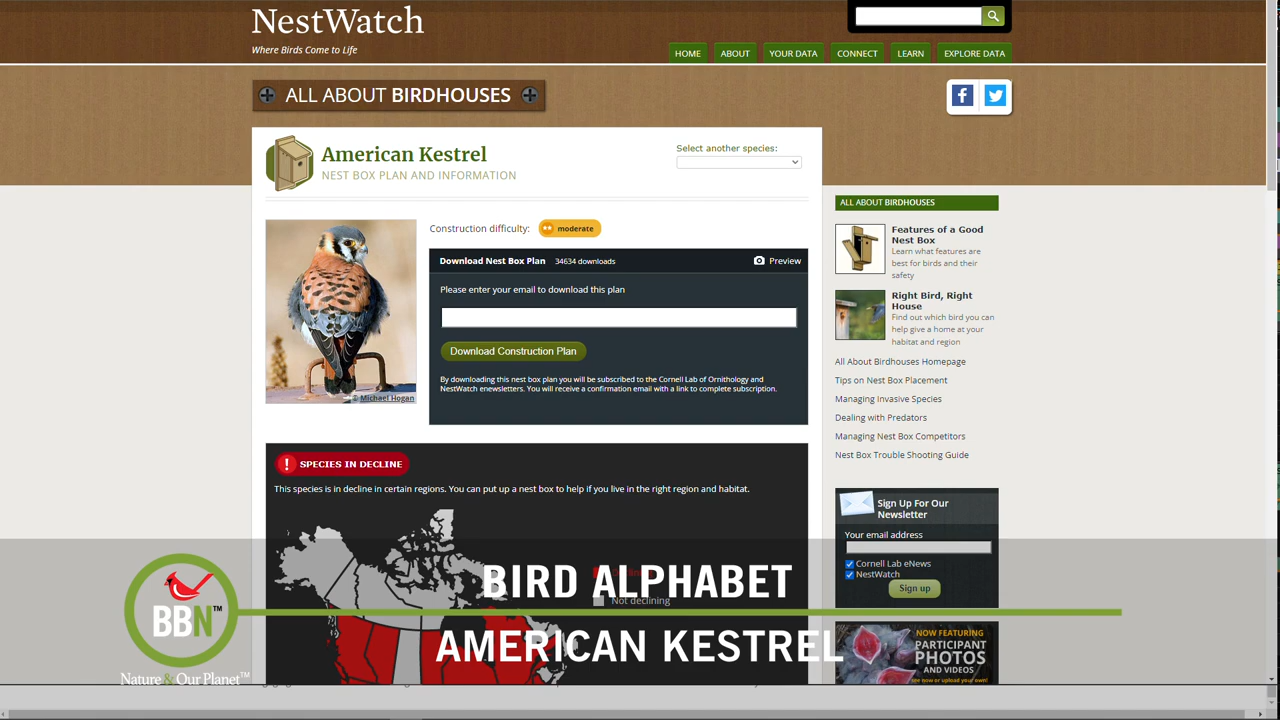 NestWatch
Where Birds Come to Life
HOME
ABOUT
YOUR DATA
CONNECT
LEARN
EXPLORE DATA
ALL ABOUT BIRDHOUSES
American Kestrel
NEST BOX PLAN AND INFORMATION
Select another species:
Construction difficulty:
moderate
Download Nest Box Plan
34634 downloads
Preview
Please enter your email to download this plan
Download Construction Plan
By downloading this nest box plan you will be subscribed to the Cornell Lab of Ornithology and
NestWatch enewsletters. You will receive a confirmation email with a link to complete subscription.
© Michael Hogan
SPECIES IN DECLINE
This species is in decline in certain regions. You can put up a nest box to help if you live in the right region and habitat.
Not declining
ALL ABOUT BIRDHOUSES
Features of a Good
Nest Box
Learn what features are
best for birds and their
safety
Right Bird, Right
House
Find out which bird you can
help give a home at your
habitat and region
All About Birdhouses Homepage
Tips on Nest Box Placement
Managing Invasive Species
Dealing with Predators
Managing Nest Box Competitors
Nest Box Trouble Shooting Guide
Sign Up For Our
Newsletter
Your email address
Cornell Lab eNews
NestWatch
Sign up
NOW FEATURING
PARTICIPANT
PHOTOS
AND VIDEOS
see now or upload your own!
BIRD ALPHABET
AMERICAN KESTREL
BBN™
Nature & Our Planet™